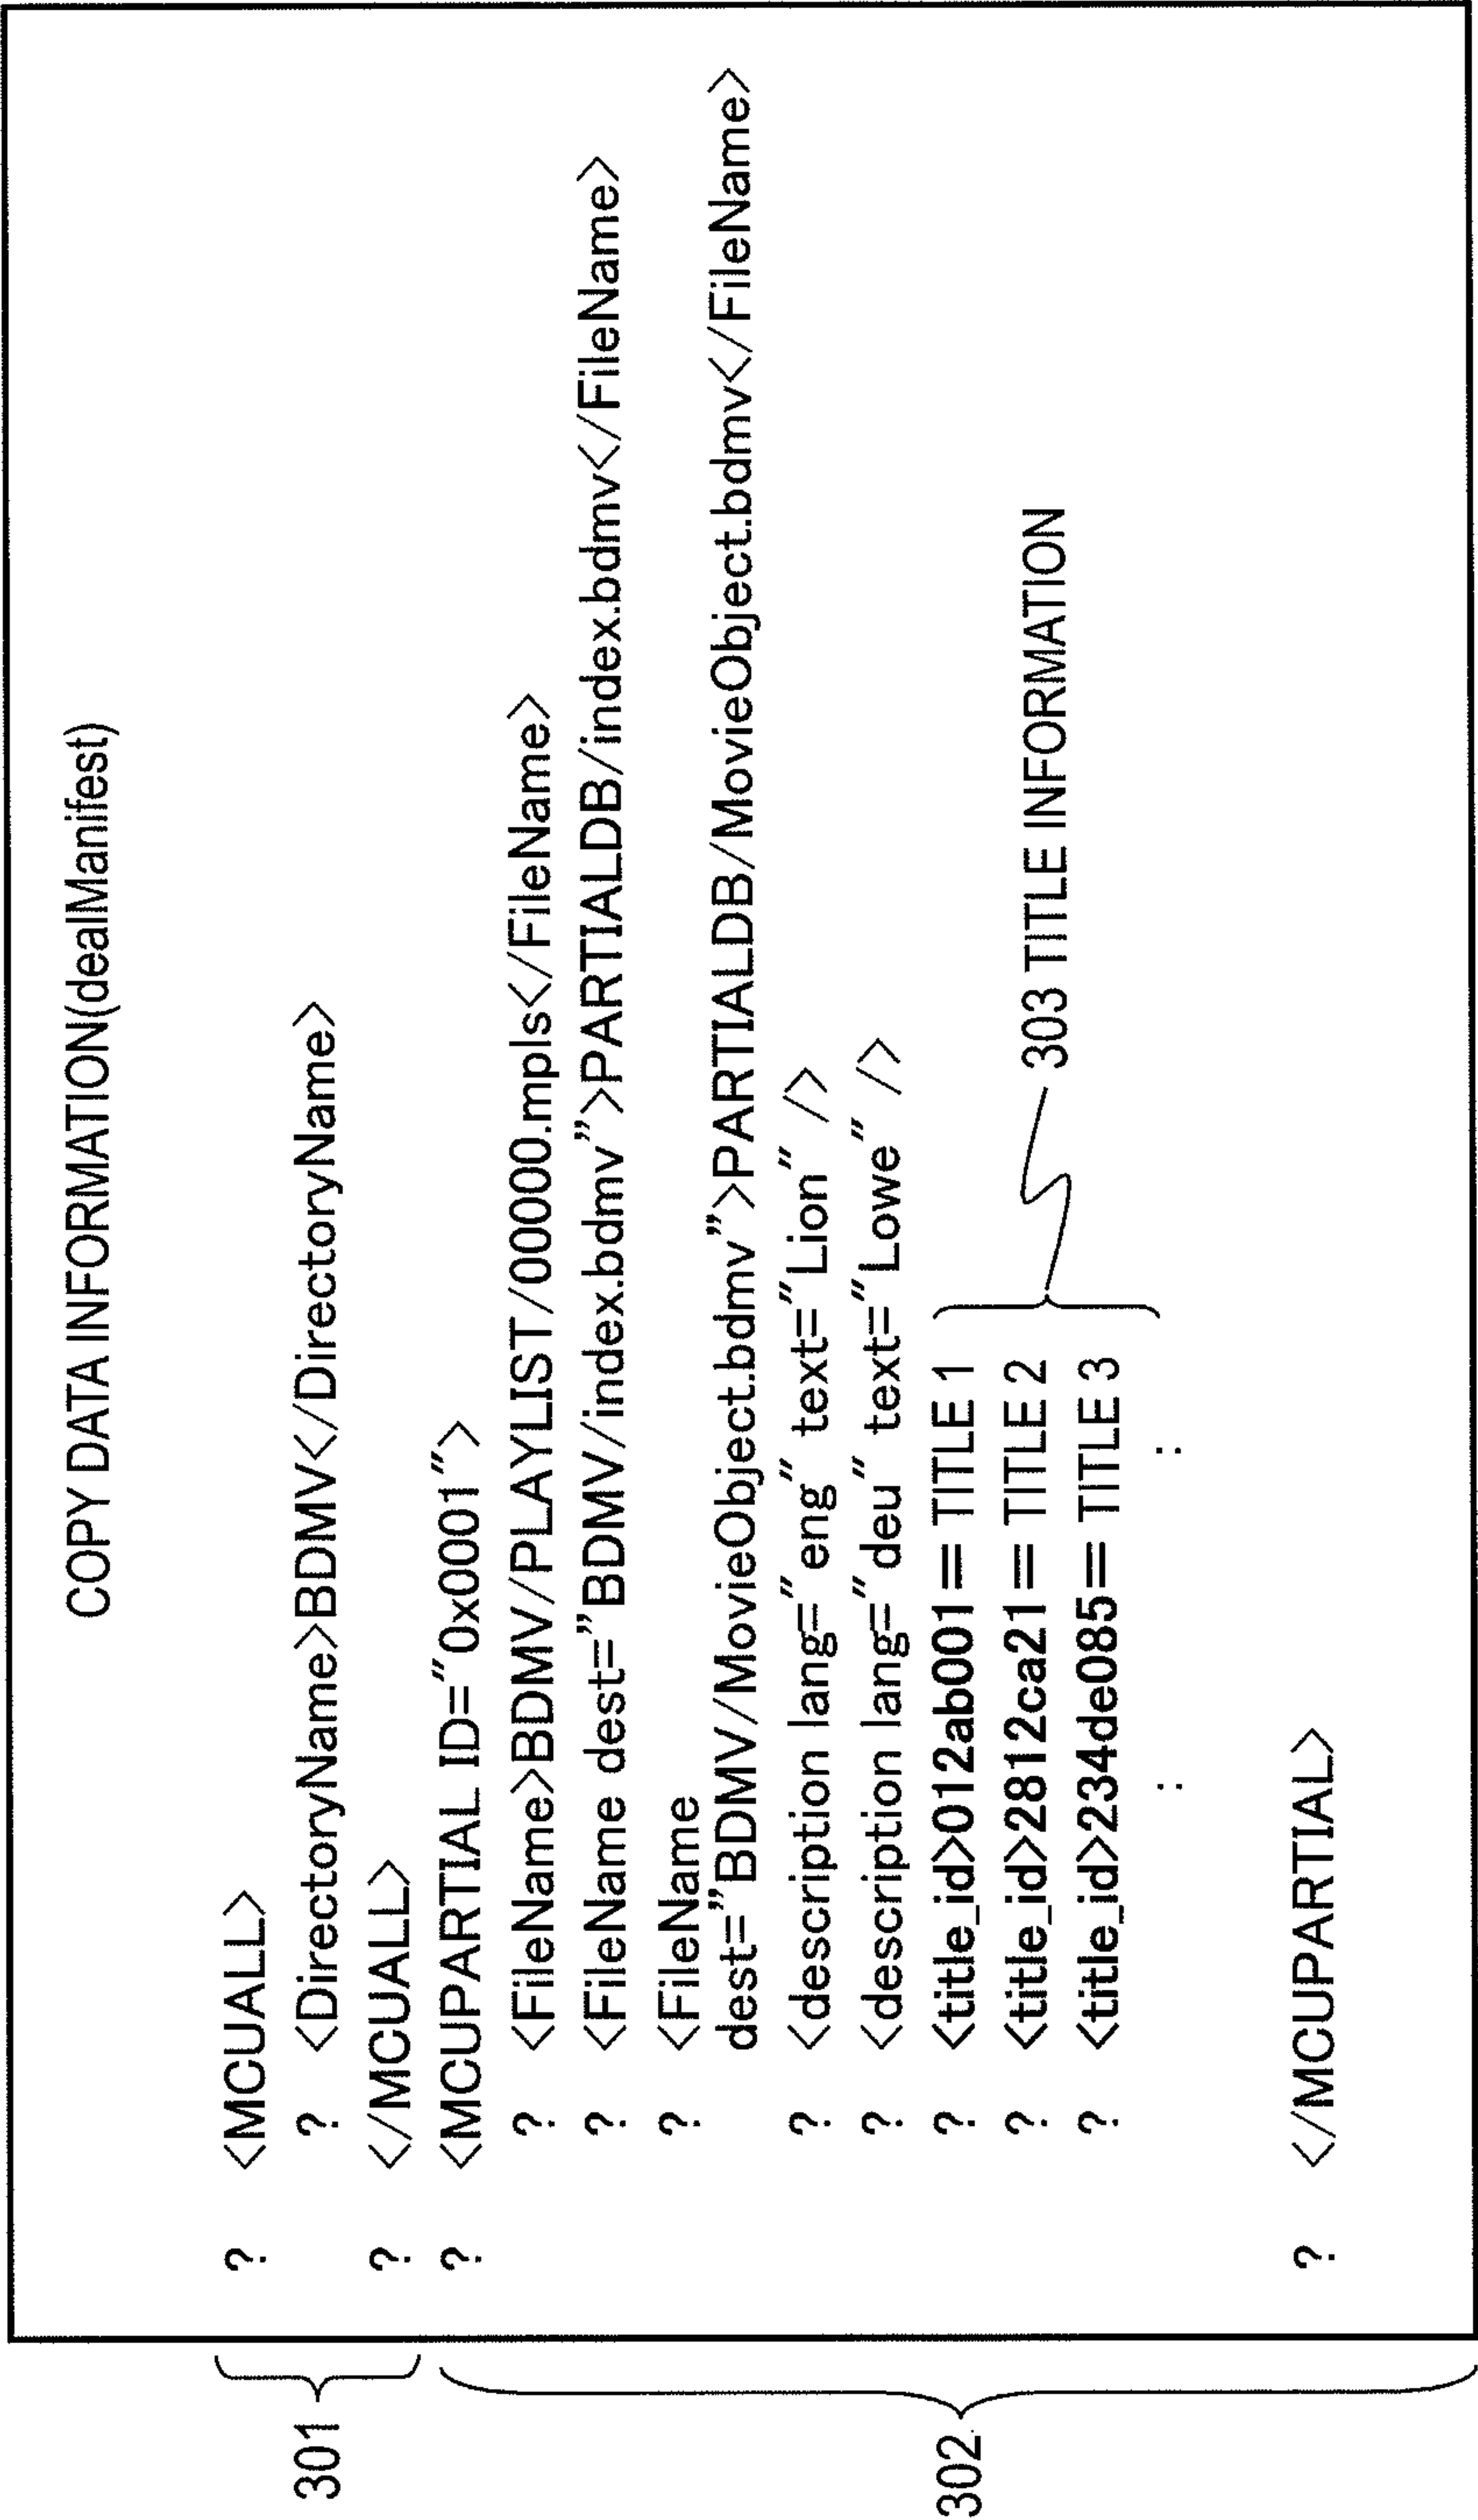 COPY DATA INFORMATION(dealManifest)
301
? <MCUALL>
? <DirectoryName>BDMV</DirectoryName>
? </MCUALL>
302
? <MCUPARTIAL ID="0x0001">
? <FileName>BDMV/PLAYLIST/00000.mpls</FileName>
? <FileName dest="BDMV/index.bdmv">PARTIALDB/index.bdmv</FileName>
? <FileName
dest="BDMV/MovieObject.bdmv">PARTIALDB/MovieObject.bdmv</FileName>
? <description lang="eng" text="Lion" />
? <description lang="deu" text="Lowe" />
? <title_id>012ab001= TITLE 1
? <title_id>2812ca21= TITLE 2
? <title_id>234de085= TITLE 3
: :
303 TITLE INFORMATION
? </MCUPARTIAL>